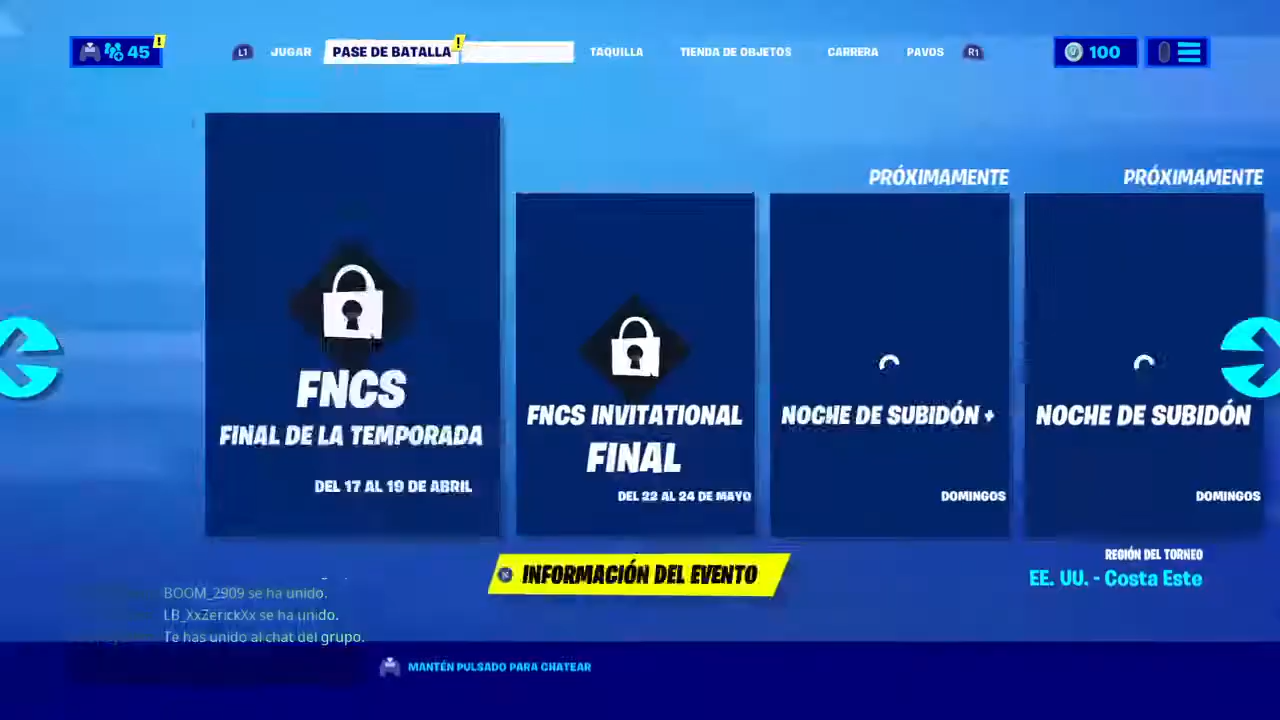 45
L1
JUGAR
PASE DE BATALLA
TAQUILLA
TIENDA DE OBJETOS
CARRERA
PAVOS
R1
100
FNCS
FINAL DE LA TEMPORADA
DEL 17 AL 19 DE ABRIL
FNCS INVITATIONAL
FINAL
DEL 22 AL 24 DE MAYO
PRÓXIMAMENTE
NOCHE DE SUBIDÓN +
DOMINGOS
PRÓXIMAMENTE
NOCHE DE SUBIDÓN
DOMINGOS
INFORMACIÓN DEL EVENTO
REGIÓN DEL TORNEO
EE. UU. - Costa Este
BOOM_2909 se ha unido.
LB_XxZerickXx se ha unido.
Te has unido al chat del grupo.
MANTÉN PULSADO PARA CHATEAR